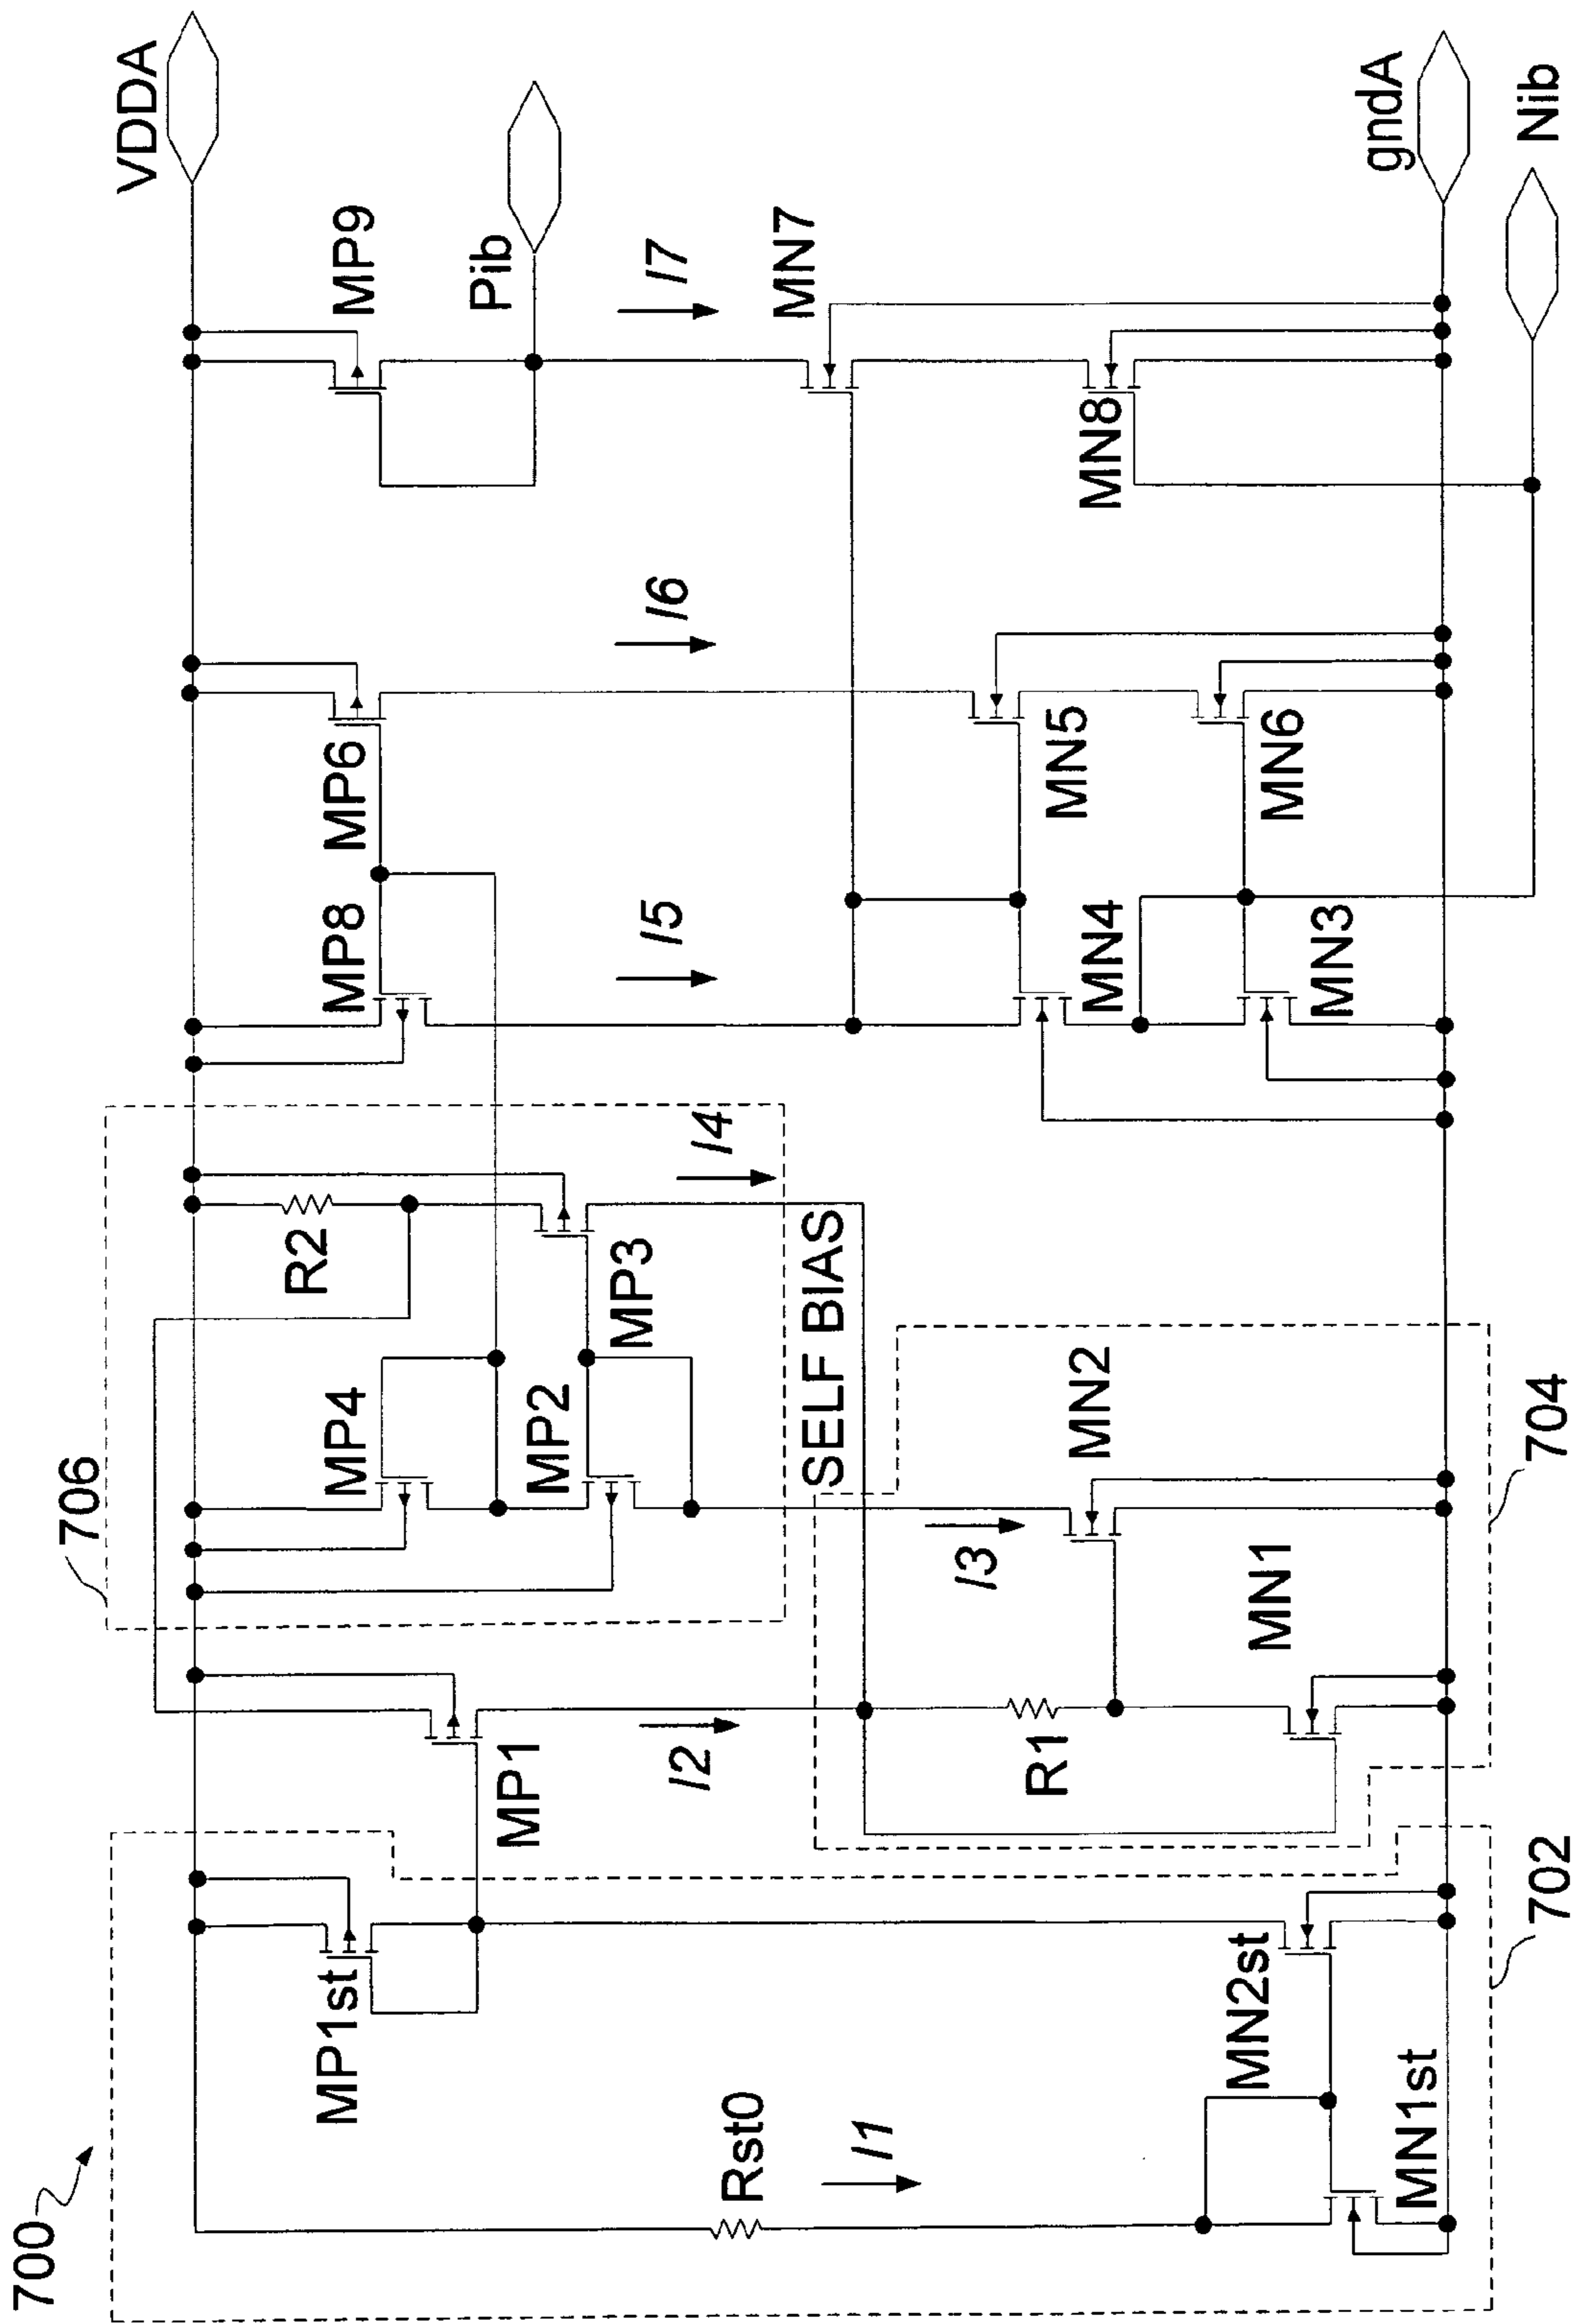 700
702
704
706
VDDA
Pib
gndA
Nib
SELF BIAS
MP1st
Rst0
I1
MN1st
MN2st
MP1
I2
R1
MN1
MN2
I3
MP4
MP2
MP3
R2
I4
MP8
MP6
I5
I6
MN4
MN5
MN3
MN6
MP9
I7
MN7
MN8